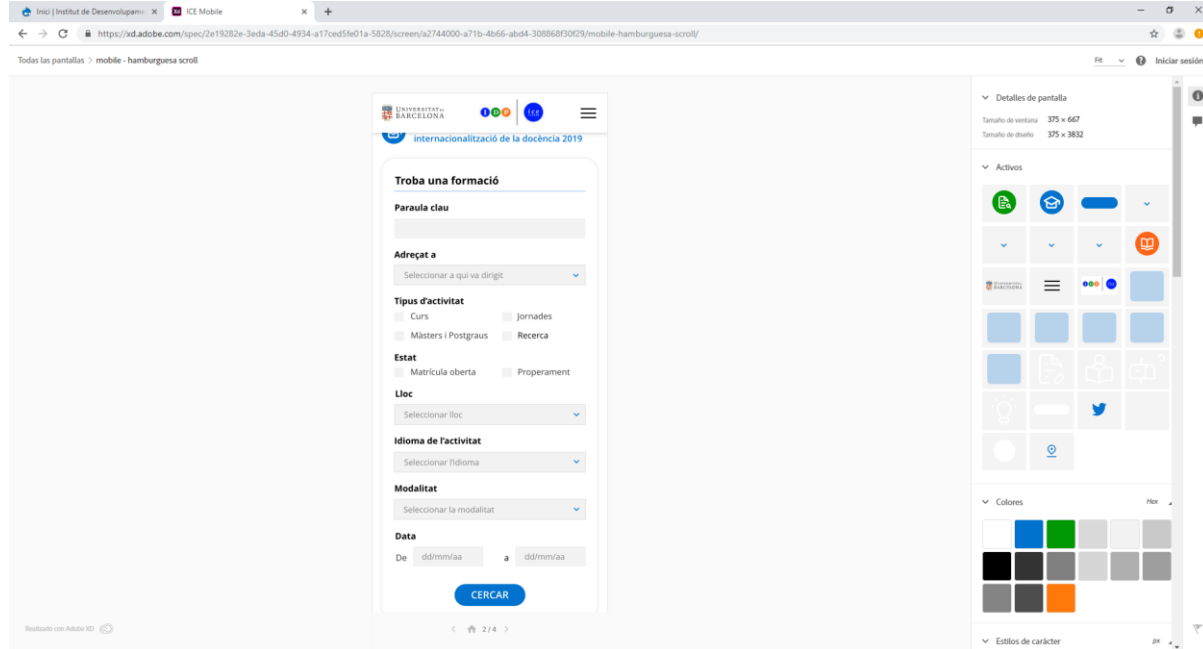 Inici | Institut de Desenvolupame
ICE Mobile
https://xd.adobe.com/spec/2e19282e-3eda-45d0-4934-a17ced5fe01a-5828/screen/a2744000-a71b-4b66-abd4-308868f30f29/mobile-hamburguesa-scroll/
Todas las pantallas > mobile - hamburguesa scroll
Fit
Iniciar sesión
UNIVERSITAT DE
BARCELONA
I D P
ICE
internacionalització de la docència 2019
Troba una formació
Paraula clau
Adreçat a
Seleccionar a qui va dirigit
Tipus d'activitat
Curs
Jornades
Màsters i Postgraus
Recerca
Estat
Matrícula oberta
Properament
Lloc
Seleccionar lloc
Idioma de l'activitat
Seleccionar l'idioma
Modalitat
Seleccionar la modalitat
Data
De dd/mm/aa a dd/mm/aa
CERCAR
2/4
Realizado con Adobe XD
Detalles de pantalla
Tamaño de ventana 375 × 667
Tamaño de diseño 375 × 3832
Activos
UNIVERSITAT DE
BARCELONA
Colores
Hex
Estilos de carácter
px